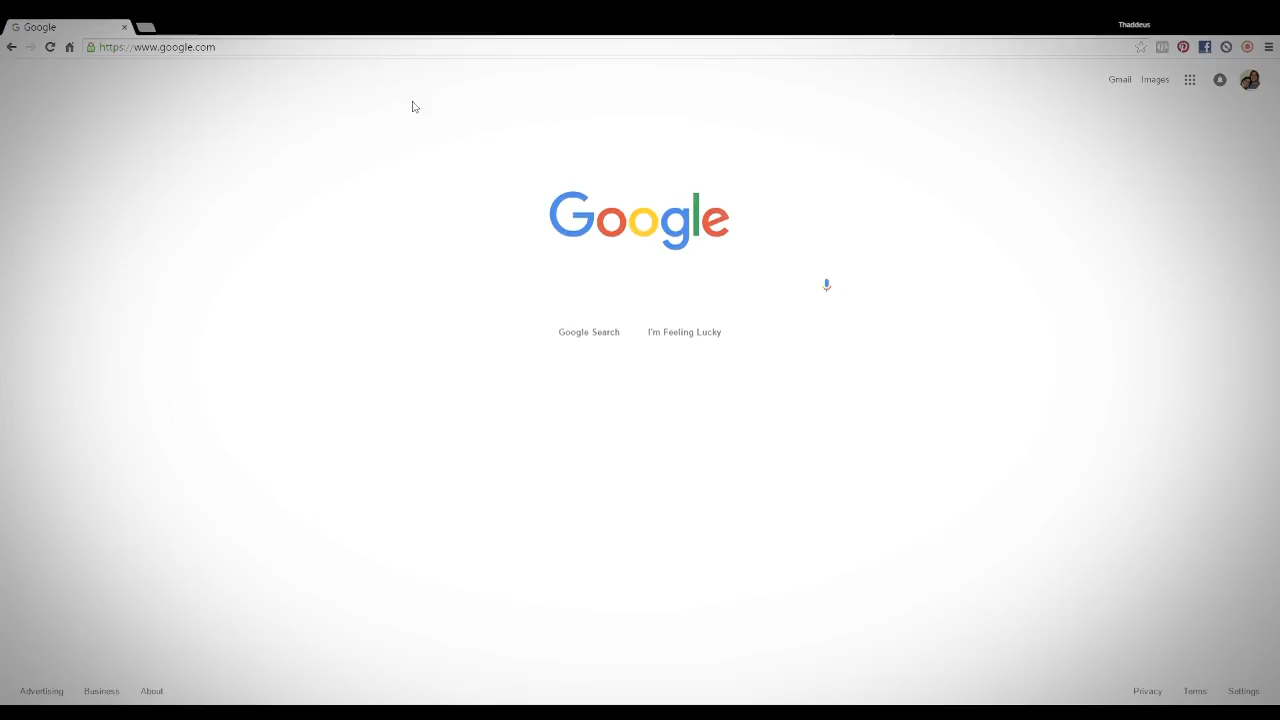 Google
Thaddeus
https://www.google.com
Gmail Images
Google
Google Search I'm Feeling Lucky
Advertising Business About
Privacy Terms Settings